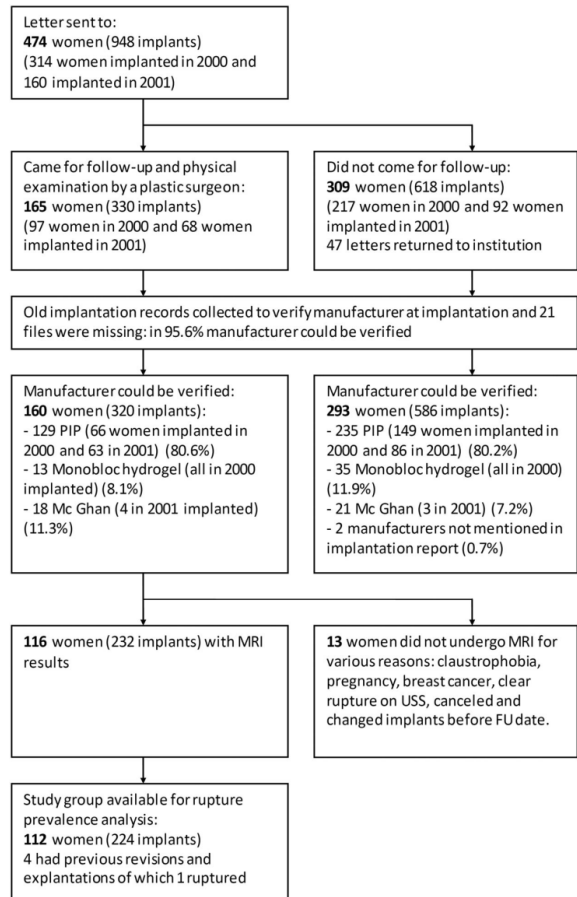 Letter sent to:
474 women (948 implants)
(314 women implanted in 2000 and
160 implanted in 2001)
Came for follow-up and physical
examination by a plastic surgeon:
165 women (330 implants)
(97 women in 2000 and 68 women
implanted in 2001)
Did not come for follow-up:
309 women (618 implants)
(217 women in 2000 and 92 women
implanted in 2001)
47 letters returned to institution
Old implantation records collected to verify manufacturer at implantation and 21
files were missing: in 95.6% manufacturer could be verified
Manufacturer could be verified:
160 women (320 implants):
- 129 PIP (66 women implanted in
2000 and 63 in 2001) (80.6%)
- 13 Monobloc hydrogel (all in 2000
implanted) (8.1%)
- 18 Mc Ghan (4 in 2001 implanted)
(11.3%)
Manufacturer could be verified:
293 women (586 implants):
- 235 PIP (149 women implanted in
2000 and 86 in 2001) (80.2%)
- 35 Monobloc hydrogel (all in 2000)
(11.9%)
- 21 Mc Ghan (3 in 2001) (7.2%)
- 2 manufacturers not mentioned in
implantation report (0.7%)
116 women (232 implants) with MRI
results
13 women did not undergo MRI for
various reasons: claustrophobia,
pregnancy, breast cancer, clear
rupture on USS, canceled and
changed implants before FU date.
Study group available for rupture
prevalence analysis:
112 women (224 implants)
4 had previous revisions and
explantations of which 1 ruptured